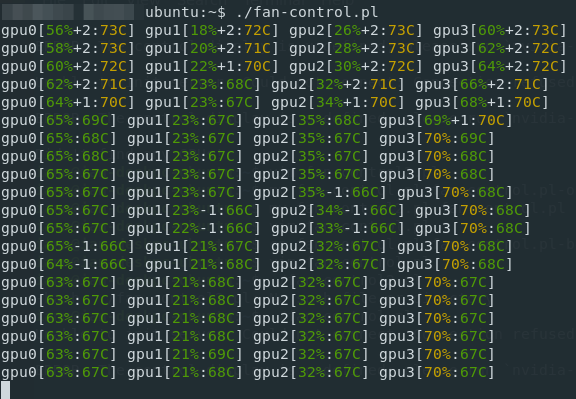 ubuntu:~$ ./fan-control.pl
gpu0[56%+2:73C] gpu1[18%+2:72C] gpu2[26%+2:73C] gpu3[60%+2:73C]
gpu0[58%+2:73C] gpu1[20%+2:71C] gpu2[28%+2:73C] gpu3[62%+2:72C]
gpu0[60%+2:72C] gpu1[22%+1:70C] gpu2[30%+2:72C] gpu3[64%+2:72C]
gpu0[62%+2:71C] gpu1[23%:68C] gpu2[32%+2:71C] gpu3[66%+2:71C]
gpu0[64%+1:70C] gpu1[23%:67C] gpu2[34%+1:70C] gpu3[68%+1:70C]
gpu0[65%:69C] gpu1[23%:67C] gpu2[35%:68C] gpu3[69%+1:70C]
gpu0[65%:68C] gpu1[23%:67C] gpu2[35%:67C] gpu3[70%:69C]
gpu0[65%:68C] gpu1[23%:67C] gpu2[35%:67C] gpu3[70%:68C]
gpu0[65%:67C] gpu1[23%:67C] gpu2[35%:67C] gpu3[70%:68C]
gpu0[65%:67C] gpu1[23%:67C] gpu2[35%-1:66C] gpu3[70%:68C]
gpu0[65%:67C] gpu1[23%-1:66C] gpu2[34%-1:66C] gpu3[70%:68C]
gpu0[65%:67C] gpu1[22%-1:66C] gpu2[33%-1:66C] gpu3[70%:68C]
gpu0[65%-1:66C] gpu1[21%:67C] gpu2[32%:67C] gpu3[70%:68C]
gpu0[64%-1:66C] gpu1[21%:68C] gpu2[32%:67C] gpu3[70%:68C]
gpu0[63%:67C] gpu1[21%:68C] gpu2[32%:67C] gpu3[70%:67C]
gpu0[63%:67C] gpu1[21%:68C] gpu2[32%:67C] gpu3[70%:67C]
gpu0[63%:67C] gpu1[21%:68C] gpu2[32%:67C] gpu3[70%:67C]
gpu0[63%:67C] gpu1[21%:68C] gpu2[32%:67C] gpu3[70%:67C]
gpu0[63%:67C] gpu1[21%:69C] gpu2[32%:67C] gpu3[70%:67C]
gpu0[63%:67C] gpu1[21%:68C] gpu2[32%:67C] gpu3[70%:67C]